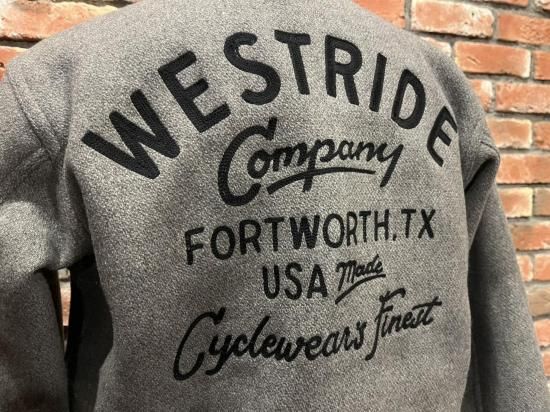 WESTRIDE
Company
FORTWORTH, TX
USA Made
Cyclewear's Finest